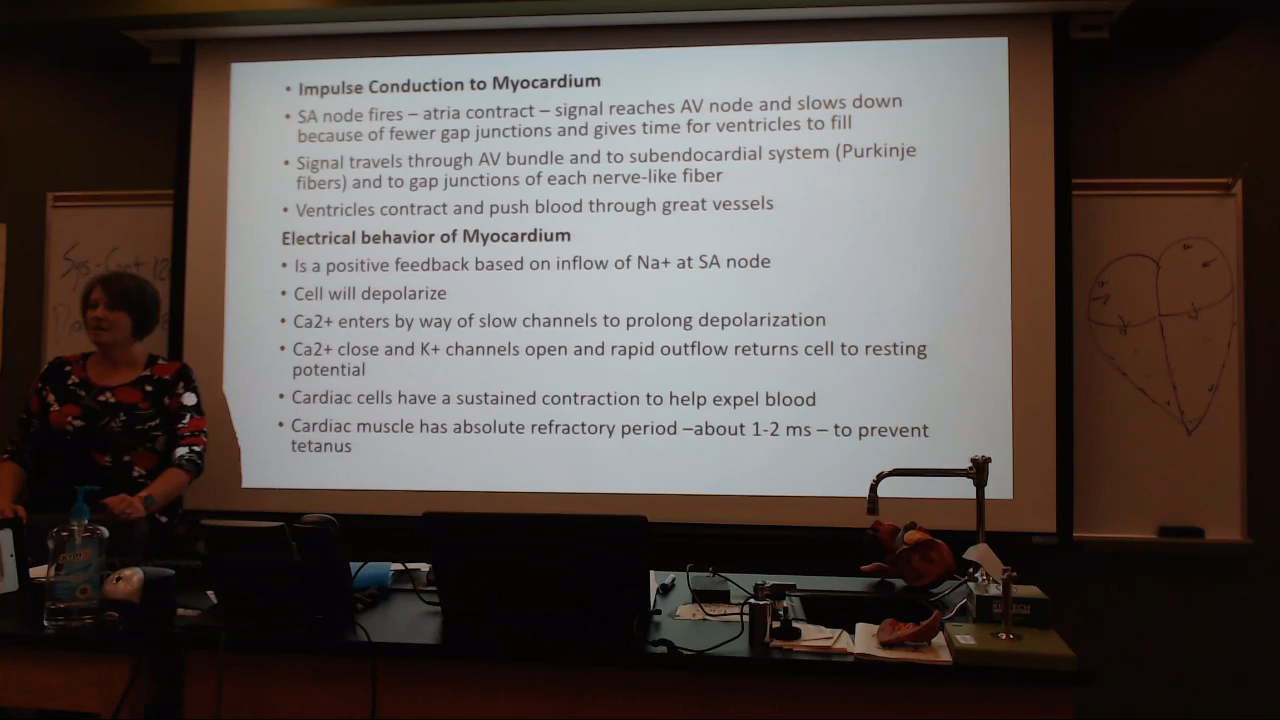 • Impulse Conduction to Myocardium
• SA node fires – atria contract – signal reaches AV node and slows down
because of fewer gap junctions and gives time for ventricles to fill
• Signal travels through AV bundle and to subendocardial system (Purkinje
fibers) and to gap junctions of each nerve-like fiber
• Ventricles contract and push blood through great vessels
Electrical behavior of Myocardium
• Is a positive feedback based on inflow of Na+ at SA node
• Cell will depolarize
• Ca2+ enters by way of slow channels to prolong depolarization
• Ca2+ close and K+ channels open and rapid outflow returns cell to resting
potential
• Cardiac cells have a sustained contraction to help expel blood
• Cardiac muscle has absolute refractory period –about 1-2 ms – to prevent
tetanus